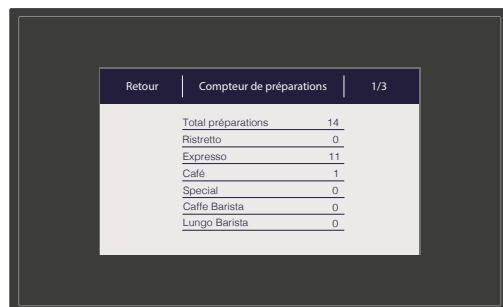 Retour Compteur de préparations 1/3
Total préparations 14
Ristretto 0
Expresso 11
Café 1
Special 0
Caffe Barista 0
Lungo Barista 0